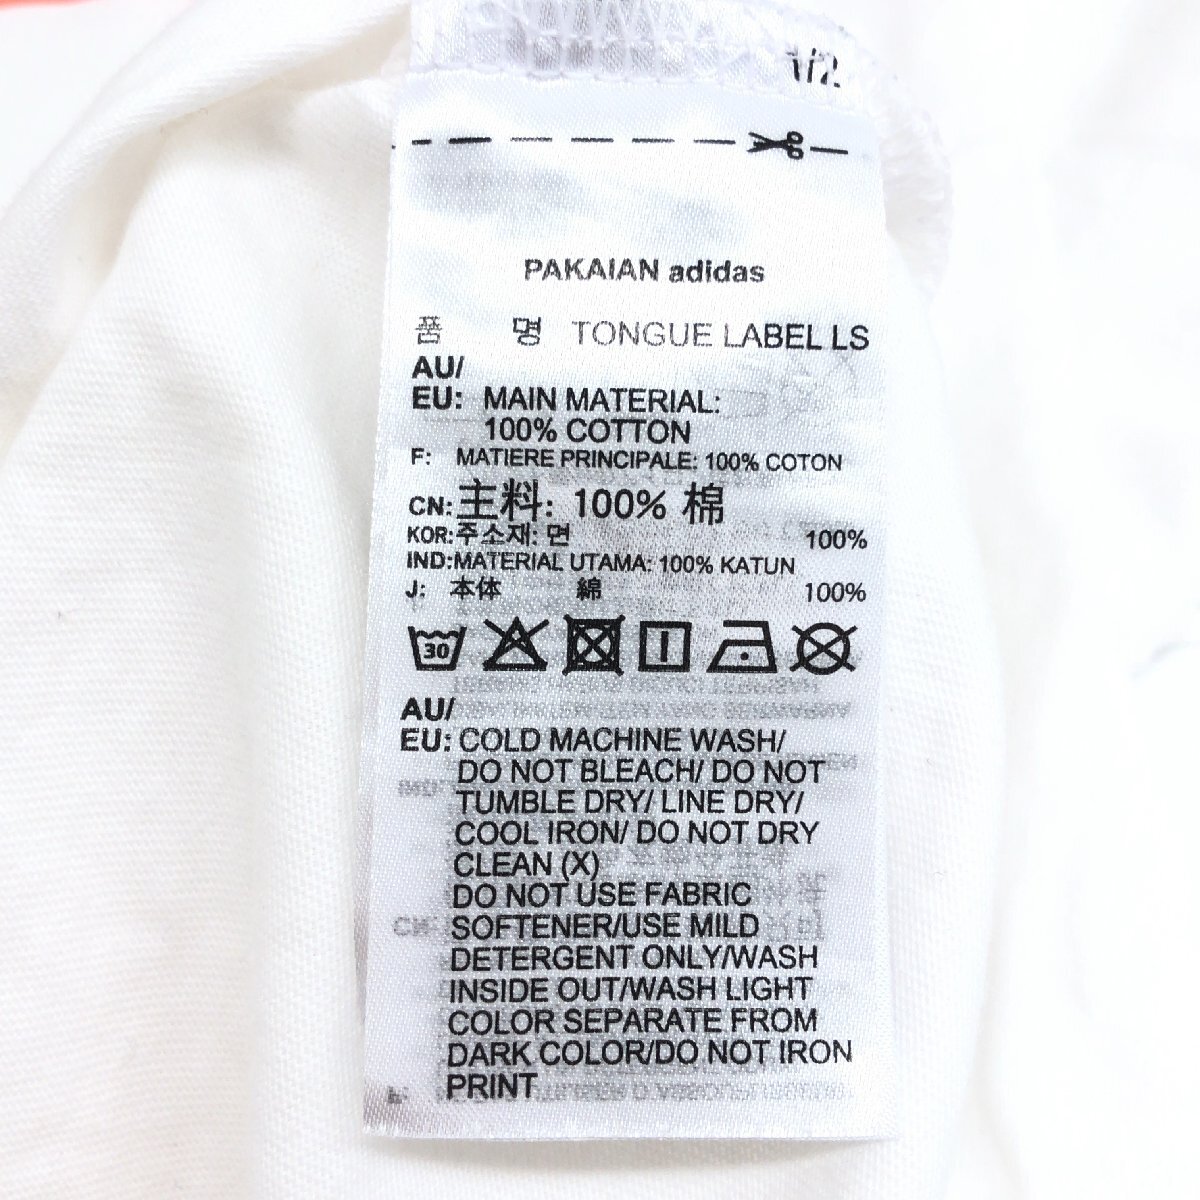 1/2
PAKAIAN adidas
품 명 TONGUE LABEL LS
AU/
EU: MAIN MATERIAL:
100% COTTON
F: MATIERE PRINCIPALE: 100% COTON
CN: 主料: 100% 棉
KOR: 주소재: 면 100%
IND: MATERIAL UTAMA: 100% KATUN
J: 本体 綿 100%
30
AU/
EU: COLD MACHINE WASH/
DO NOT BLEACH/ DO NOT
TUMBLE DRY/ LINE DRY/
COOL IRON/ DO NOT DRY
CLEAN (X)
DO NOT USE FABRIC
SOFTENER/USE MILD
DETERGENT ONLY/WASH
INSIDE OUT/WASH LIGHT
COLOR SEPARATE FROM
DARK COLOR/DO NOT IRON
PRINT